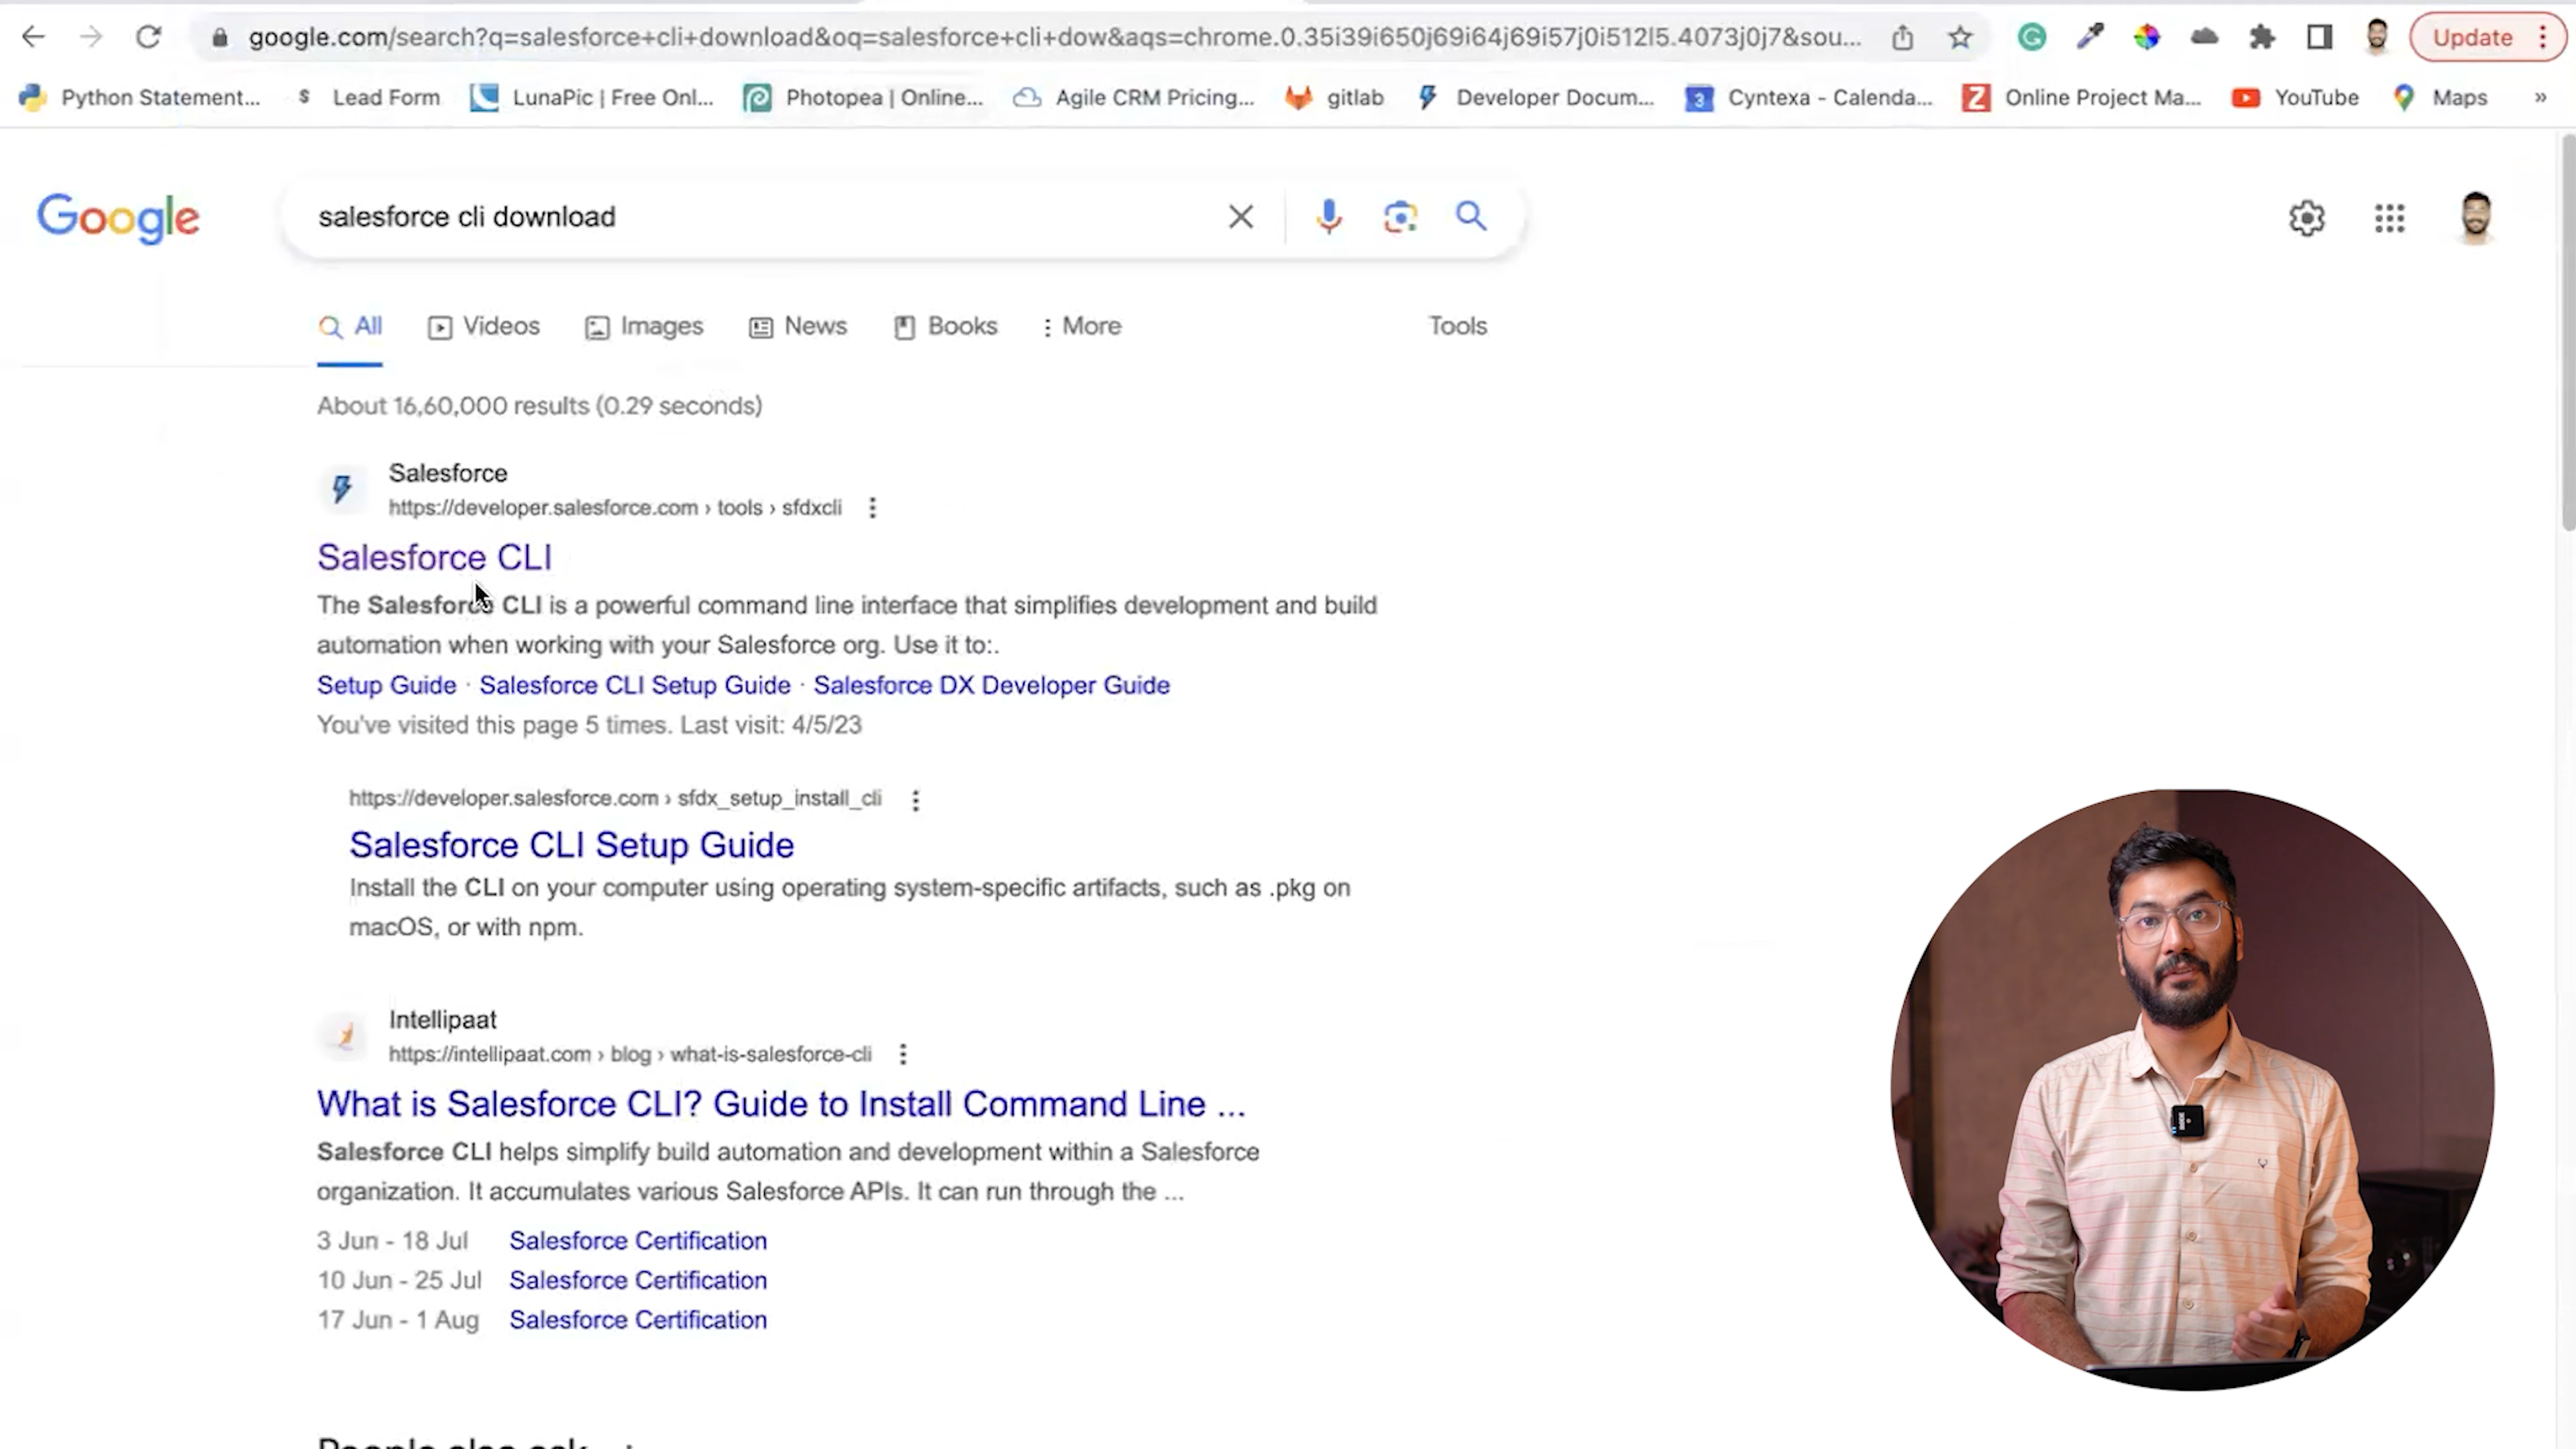 google.com/search?q=salesforce+cli+download&oq=salesforce+cli+dow&aqs=chrome.0.35i39i650j69i64j69i57j0i512l5.4073j0j7&sou...
Update
Python Statement...
Lead Form
LunaPic | Free Onl...
Photopea | Online...
Agile CRM Pricing...
gitlab
Developer Docum...
3 Cyntexa - Calenda...
Online Project Ma...
YouTube
Maps
»
Google
salesforce cli download
All
Videos
Images
News
Books
More
Tools
About 16,60,000 results (0.29 seconds)
Salesforce
https://developer.salesforce.com › tools › sfdxcli
Salesforce CLI
The Salesforce CLI is a powerful command line interface that simplifies development and build
automation when working with your Salesforce org. Use it to:.
Setup Guide · Salesforce CLI Setup Guide · Salesforce DX Developer Guide
You've visited this page 5 times. Last visit: 4/5/23
https://developer.salesforce.com › sfdx_setup_install_cli
Salesforce CLI Setup Guide
Install the CLI on your computer using operating system-specific artifacts, such as .pkg on
macOS, or with npm.
Intellipaat
https://intellipaat.com › blog › what-is-salesforce-cli
What is Salesforce CLI? Guide to Install Command Line ...
Salesforce CLI helps simplify build automation and development within a Salesforce
organization. It accumulates various Salesforce APIs. It can run through the ...
3 Jun - 18 Jul Salesforce Certification
10 Jun - 25 Jul Salesforce Certification
17 Jun - 1 Aug Salesforce Certification
People also ask